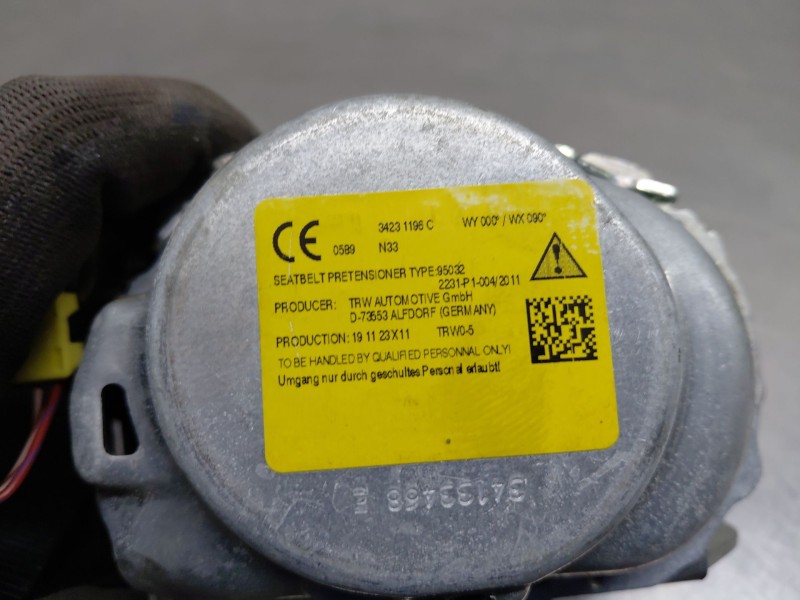 CE 0589 3423 1196 C WY 000° / WX 090°
N33
SEATBELT PRETENSIONER TYPE:95032
2231-P1-004/2011
PRODUCER: TRW AUTOMOTIVE GmbH
D-73553 ALFDORF (GERMANY)
PRODUCTION: 19 11 23X11 TRW0-5
TO BE HANDLED BY QUALIFIED PERSONNAL ONLY!
Umgang nur durch geschultes Personal erlaubt!
34133468 E